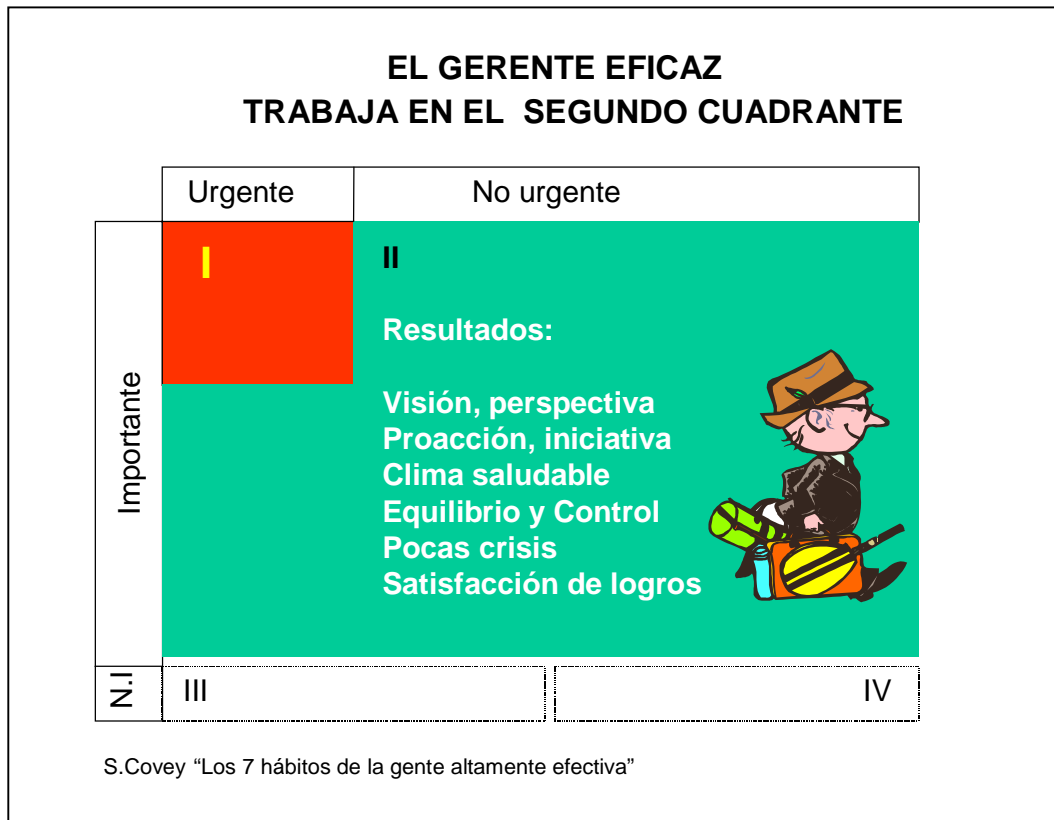 EL GERENTE EFICAZ
TRABAJA EN EL SEGUNDO CUADRANTE
Urgente
No urgente
Importante
I
II
Resultados:
Visión, perspectiva
Proacción, iniciativa
Clima saludable
Equilibrio y Control
Pocas crisis
Satisfacción de logros
N.I
III
IV
S.Covey “Los 7 hábitos de la gente altamente efectiva”